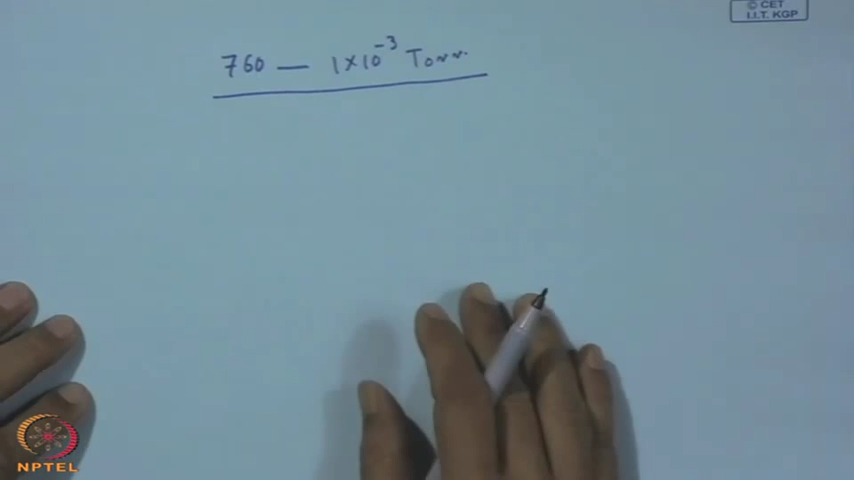 © CET
I.I.T. KGP
760 — 1×10⁻³ Torr.
NPTEL